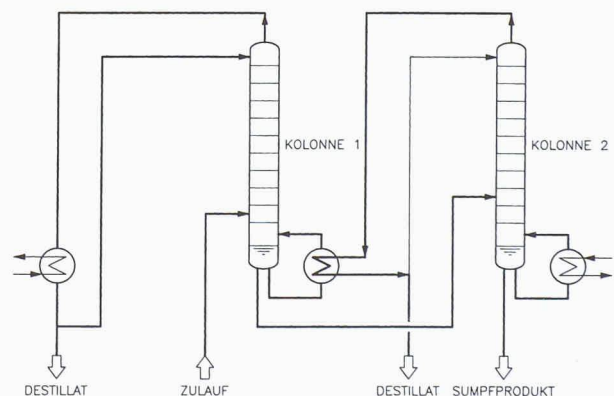 KOLONNE 1
KOLONNE 2
DESTILLAT
ZULAUF
DESTILLAT
SUMPFPRODUKT